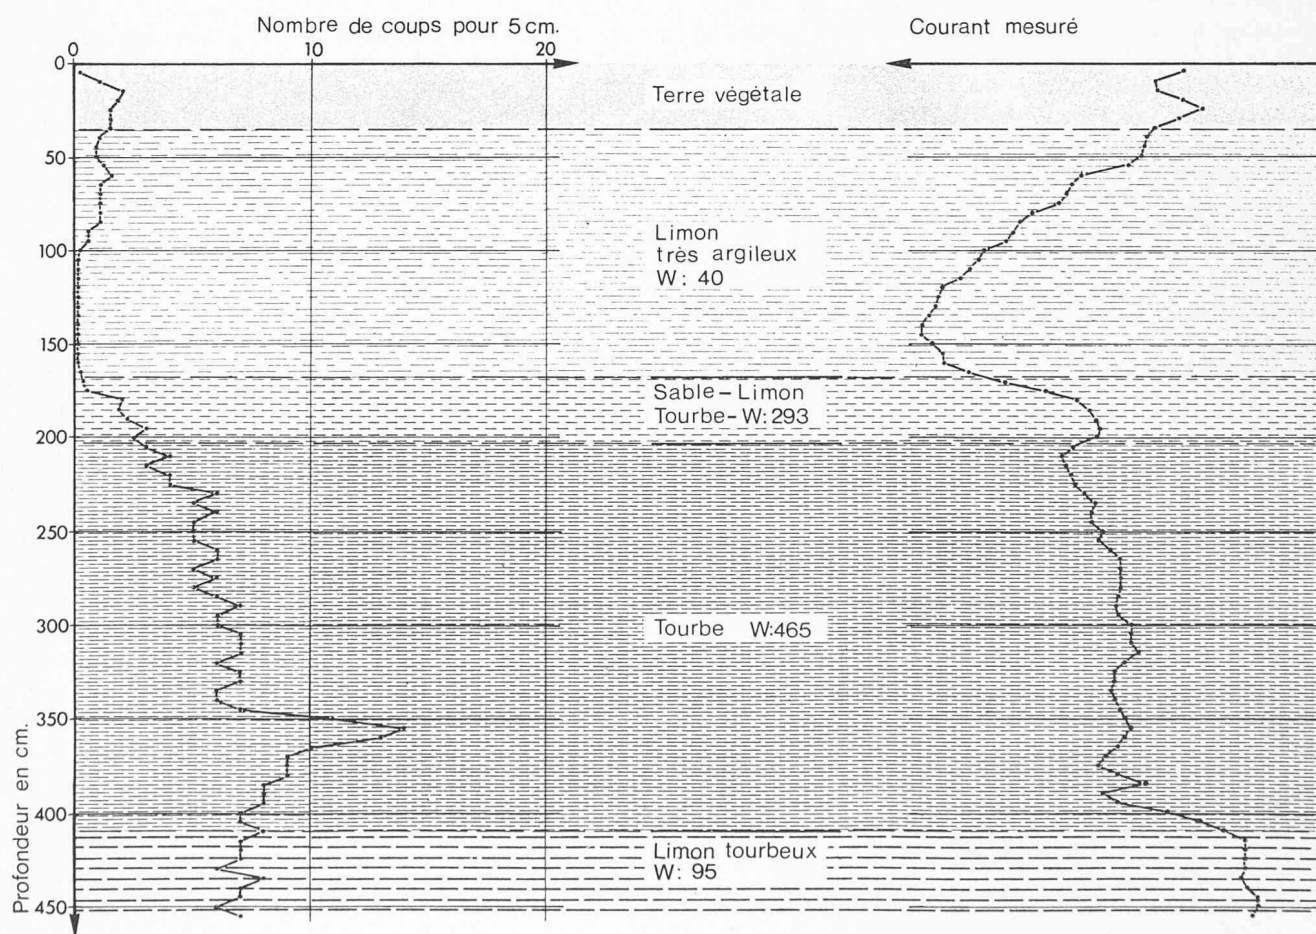 Nombre de coups pour 5 cm.
Courant mesuré
0 10 20
0
Terre végétale
50
Limon
très argileux
W: 40
100
150
Sable-Limon
Tourbe-W:293
200
250
300
Tourbe W:465
350
400
Limon tourbeux
W: 95
450
Profondeur en cm.